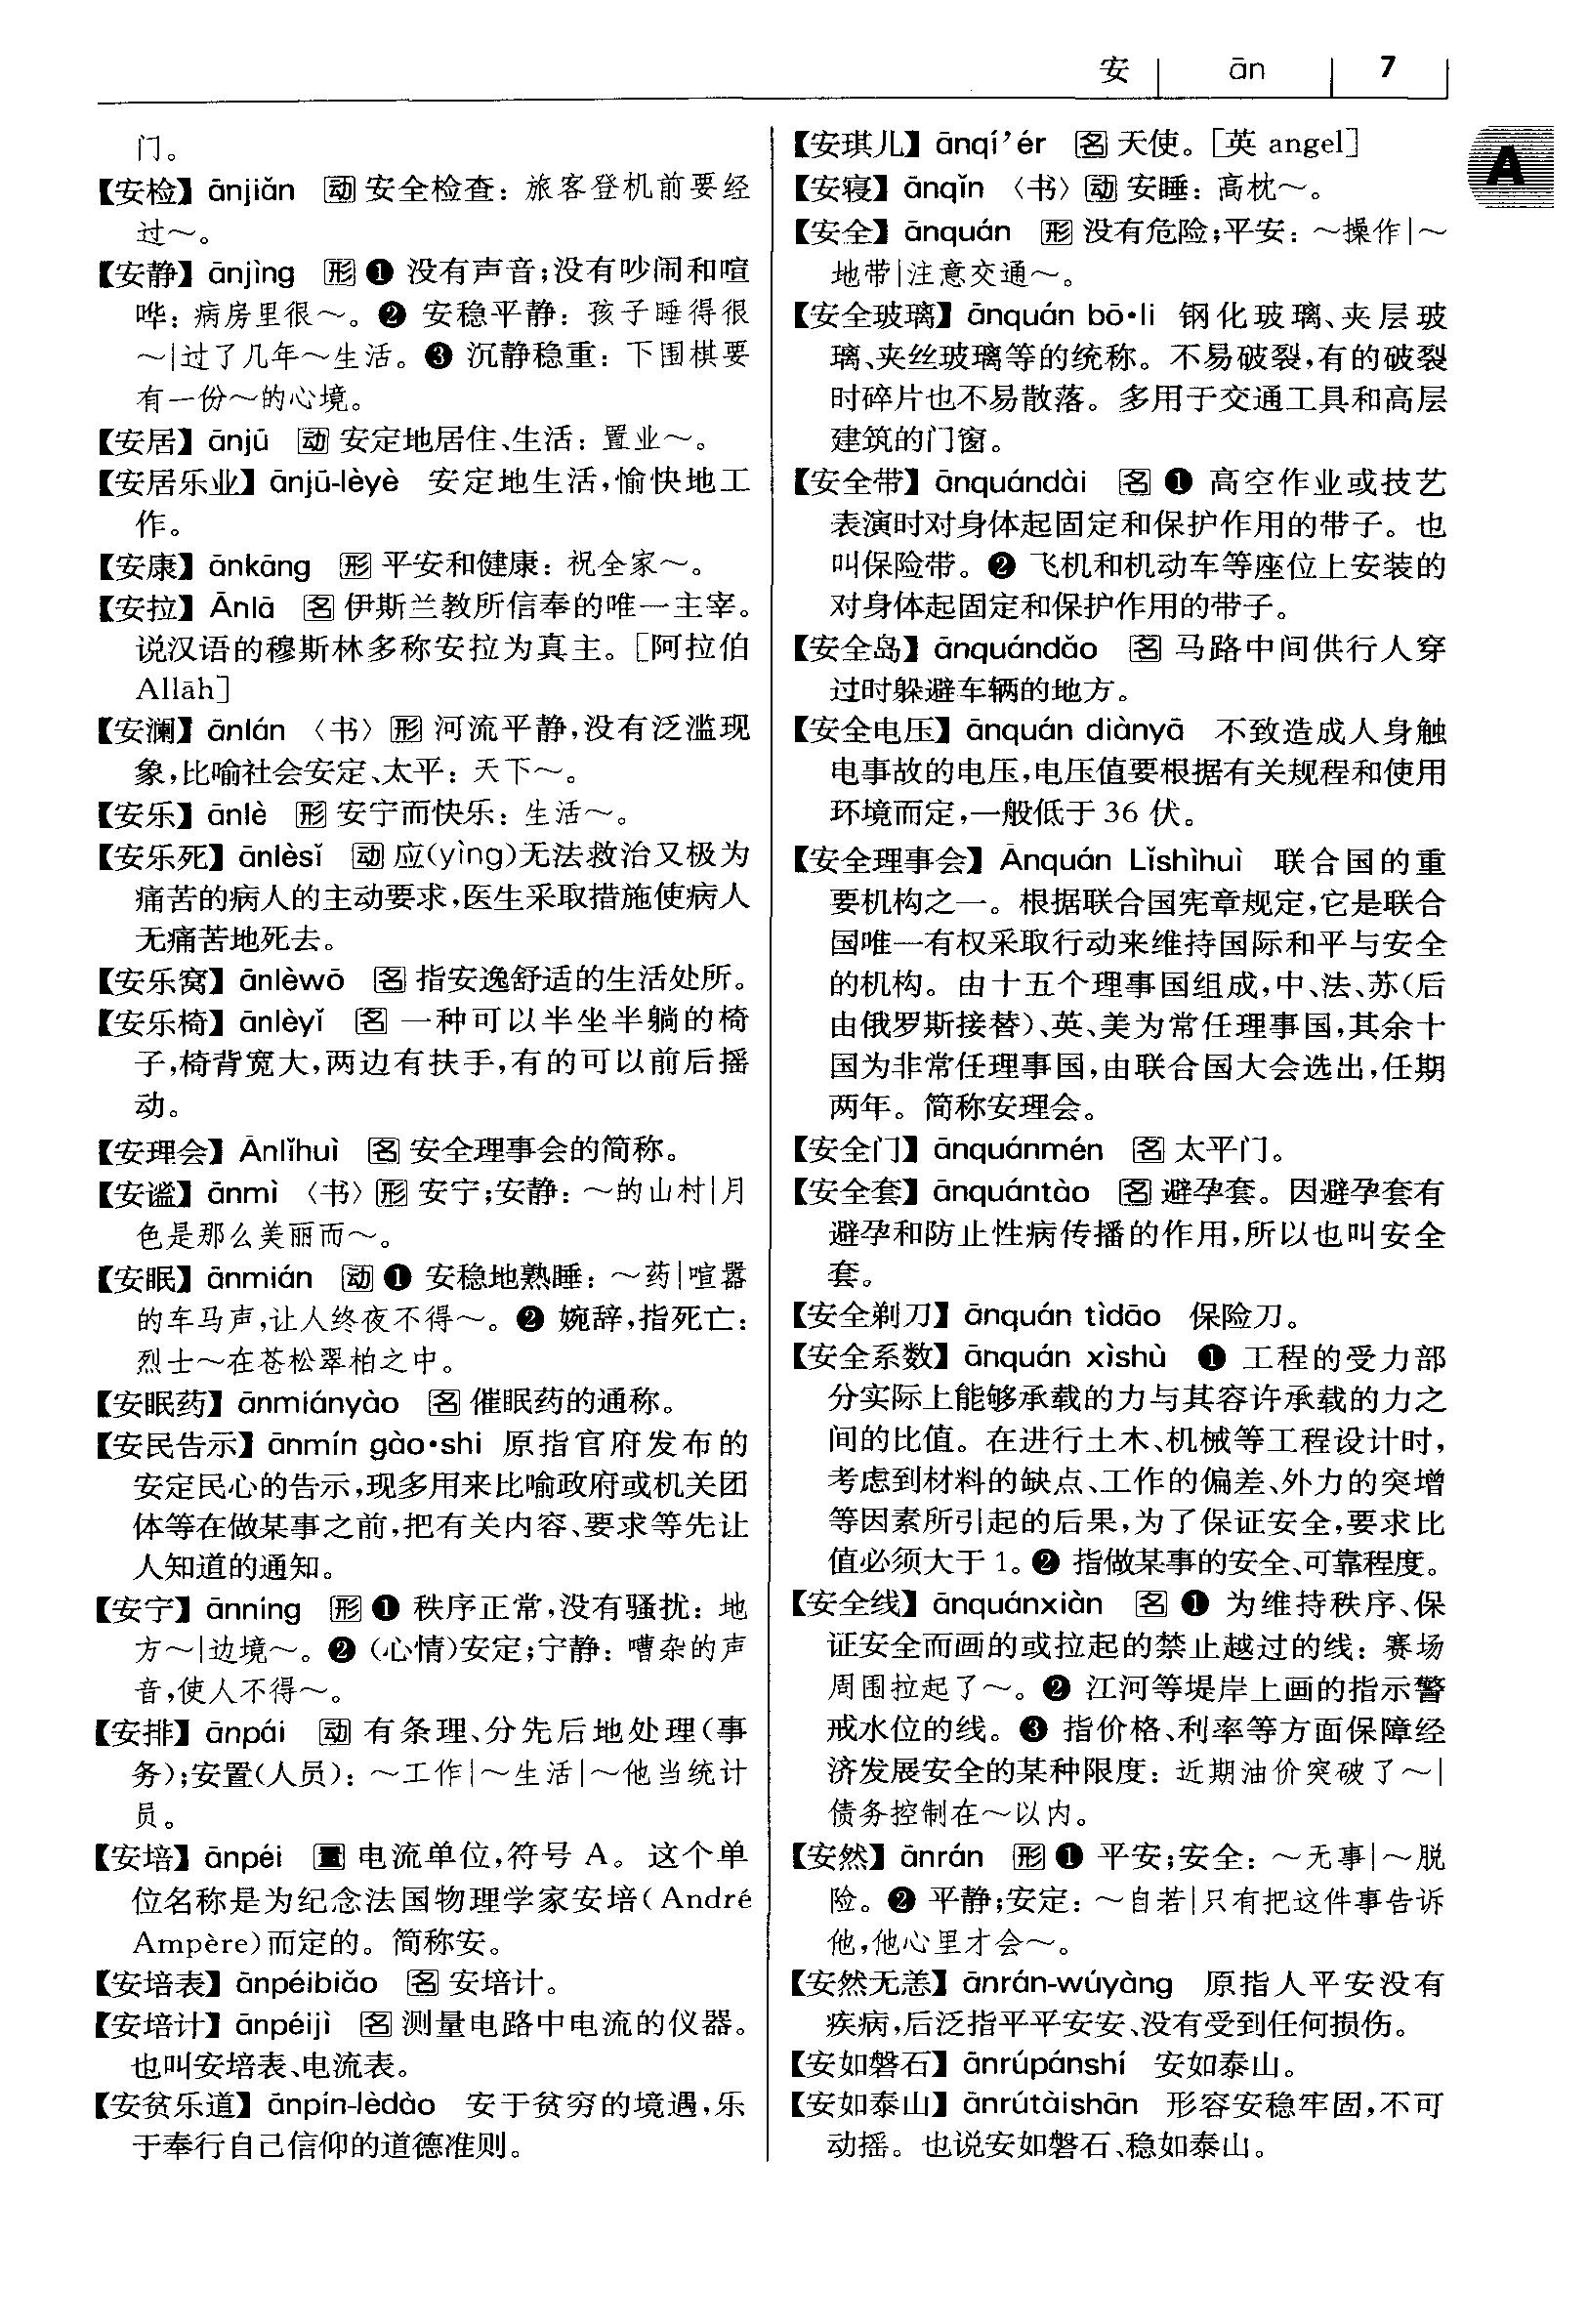 安 | ān | 7
A
门。
【安检】ānjiǎn 动 安全检查：旅客登机前要经
过～。
【安静】ānjìng 形 ❶ 没有声音；没有吵闹和喧
哗：病房里很～。❷ 安稳平静：孩子睡得很
～|过了几年～生活。❸ 沉静稳重：下围棋要
有一份～的心境。
【安居】ānjū 动 安定地居住、生活：置业～。
【安居乐业】ānjū-lèyè 安定地生活，愉快地工
作。
【安康】ānkāng 形 平安和健康：祝全家～。
【安拉】Ānlā 名 伊斯兰教所信奉的唯一主宰。
说汉语的穆斯林多称安拉为真主。[阿拉伯
Allāh]
【安澜】ānlán 〈书〉形 河流平静，没有泛滥现
象，比喻社会安定、太平：天下～。
【安乐】ānlè 形 安宁而快乐：生活～。
【安乐死】ānlèsǐ 动 应(yìng)无法救治又极为
痛苦的病人的主动要求，医生采取措施使病人
无痛苦地死去。
【安乐窝】ānlèwō 名 指安逸舒适的生活处所。
【安乐椅】ānlèyǐ 名 一种可以半坐半躺的椅
子，椅背宽大，两边有扶手，有的可以前后摇
动。
【安理会】Ānlǐhuì 名 安全理事会的简称。
【安谧】ānmì 〈书〉形 安宁；安静：～的山村|月
色是那么美丽而～。
【安眠】ānmián 动 ❶ 安稳地熟睡：～药|喧嚣
的车马声，让人终夜不得～。❷ 婉辞，指死亡：
烈士～在苍松翠柏之中。
【安眠药】ānmiányào 名 催眠药的通称。
【安民告示】ānmín gào•shi 原指官府发布的
安定民心的告示，现多用来比喻政府或机关团
体等在做某事之前，把有关内容、要求等先让
人知道的通知。
【安宁】ānníng 形 ❶ 秩序正常，没有骚扰：地
方～|边境～。❷（心情）安定；宁静：嘈杂的声
音，使人不得～。
【安排】ānpái 动 有条理、分先后地处理（事
务）；安置（人员）：～工作|～生活|～他当统计
员。
【安培】ānpéi 量 电流单位，符号 A。这个单
位名称是为纪念法国物理学家安培（André
Ampère）而定的。简称安。
【安培表】ānpéibiǎo 名 安培计。
【安培计】ānpéijì 名 测量电路中电流的仪器。
也叫安培表、电流表。
【安贫乐道】ānpín-lèdào 安于贫穷的境遇，乐
于奉行自己信仰的道德准则。
【安琪儿】ānqí’ér 名 天使。[英 angel]
【安寝】ānqǐn 〈书〉动 安睡：高枕～。
【安全】ānquán 形 没有危险；平安：～操作|～
地带|注意交通～。
【安全玻璃】ānquán bō•li 钢化玻璃、夹层玻
璃、夹丝玻璃等的统称。不易破裂，有的破裂
时碎片也不易散落。多用于交通工具和高层
建筑的门窗。
【安全带】ānquándài 名 ❶ 高空作业或技艺
表演时对身体起固定和保护作用的带子。也
叫保险带。❷ 飞机和机动车等座位上安装的
对身体起固定和保护作用的带子。
【安全岛】ānquándǎo 名 马路中间供行人穿
过时躲避车辆的地方。
【安全电压】ānquán diànyā 不致造成人身触
电事故的电压，电压值要根据有关规程和使用
环境而定，一般低于 36 伏。
【安全理事会】Ānquán Lǐshìhuì 联合国的重
要机构之一。根据联合国宪章规定，它是联合
国唯一有权采取行动来维持国际和平与安全
的机构。由十五个理事国组成，中、法、苏（后
由俄罗斯接替）、英、美为常任理事国，其余十
国为非常任理事国，由联合国大会选出，任期
两年。简称安理会。
【安全门】ānquánmén 名 太平门。
【安全套】ānquántào 名 避孕套。因避孕套有
避孕和防止性病传播的作用，所以也叫安全
套。
【安全剃刀】ānquán tìdāo 保险刀。
【安全系数】ānquán xìshù ❶ 工程的受力部
分实际上能够承载的力与其容许承载的力之
间的比值。在进行土木、机械等工程设计时，
考虑到材料的缺点、工作的偏差、外力的突增
等因素所引起的后果，为了保证安全，要求比
值必须大于 1。❷ 指做某事的安全、可靠程度。
【安全线】ānquánxiàn 名 ❶ 为维持秩序、保
证安全而画的或拉起的禁止越过的线：赛场
周围拉起了～。❷ 江河等堤岸上画的指示警
戒水位的线。❸ 指价格、利率等方面保障经
济发展安全的某种限度：近期油价突破了～|
债务控制在～以内。
【安然】ānrán 形 ❶ 平安；安全：～无事|～脱
险。❷ 平静；安定：～自若|只有把这件事告诉
他，他心里才会～。
【安然无恙】ānrán-wúyàng 原指人平安没有
疾病，后泛指平平安安、没有受到任何损伤。
【安如磐石】ānrúpánshí 安如泰山。
【安如泰山】ānrútàishān 形容安稳牢固，不可
动摇。也说安如磐石、稳如泰山。